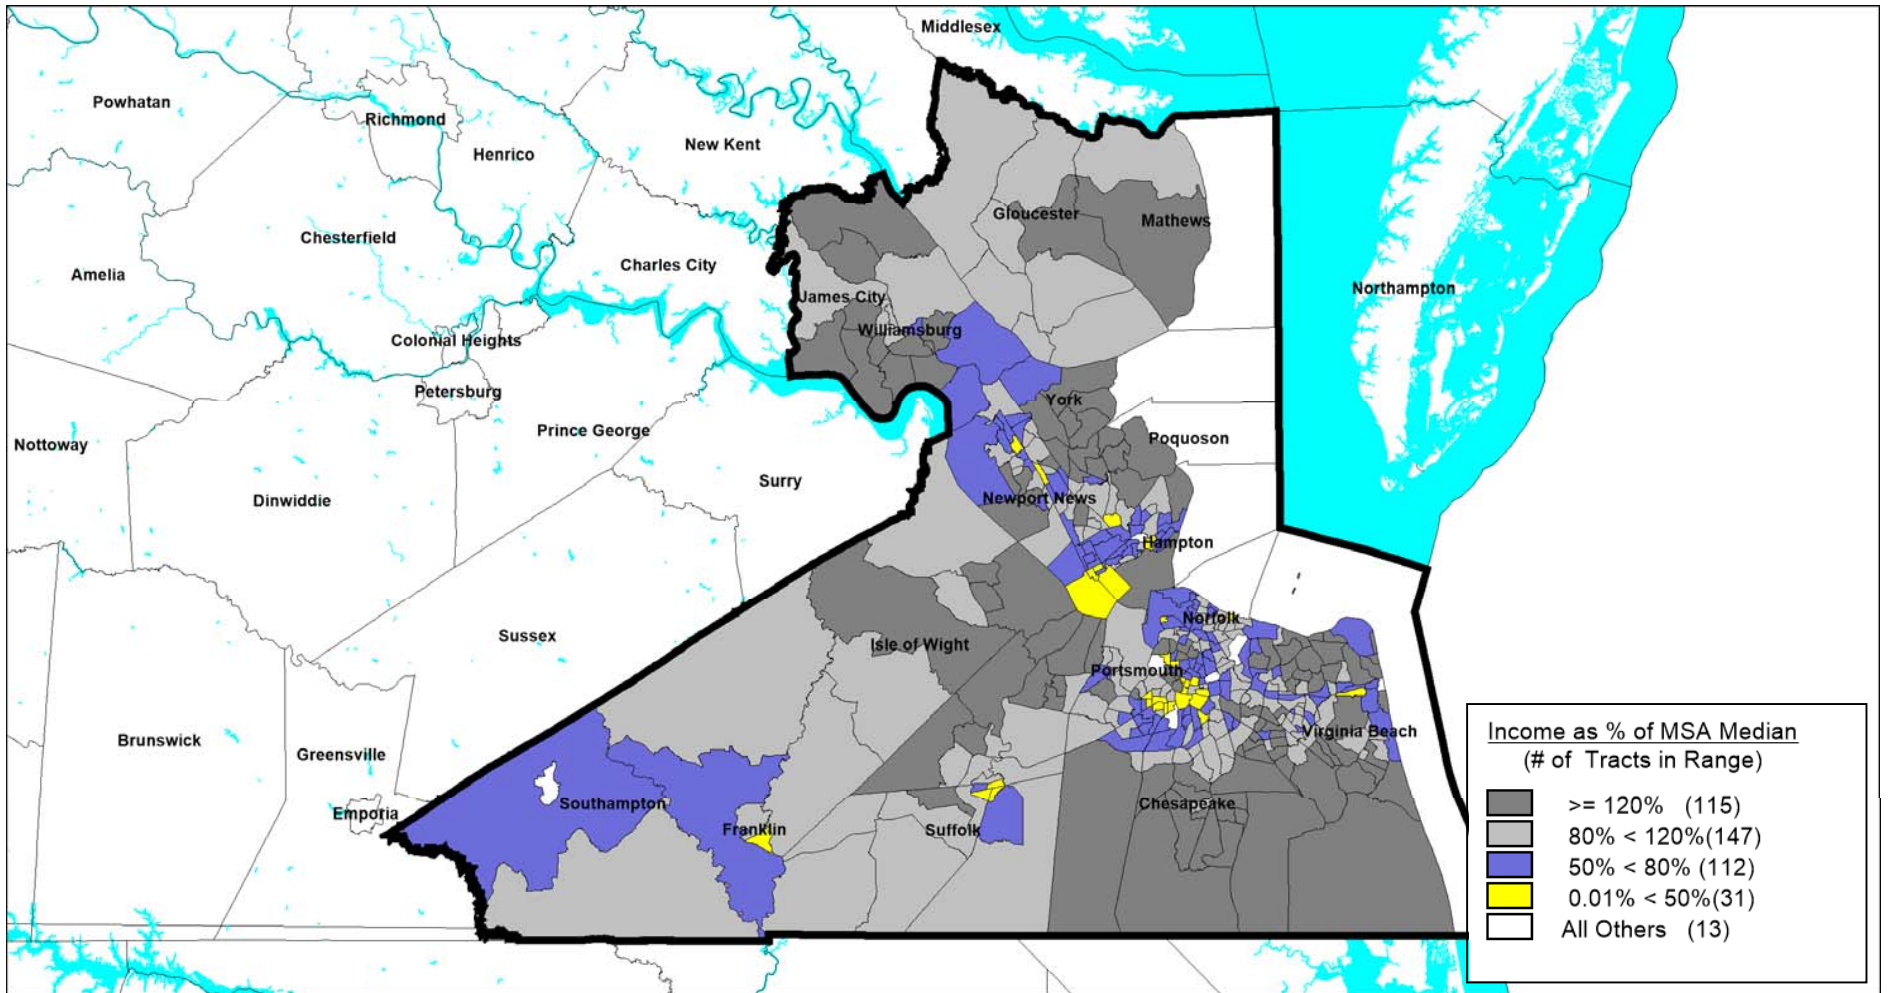 Middlesex
Powhatan
Richmond
Henrico
New Kent
Gloucester
Mathews
Chesterfield
Charles City
Amelia
Northampton
James City
Williamsburg
Colonial Heights
Petersburg
York
Prince George
Poquoson
Nottoway
Surry
Dinwiddie
Newport News
Hampton
Norfolk
Sussex
Isle of Wight
Portsmouth
Virginia Beach
Brunswick
Greensville
Southampton
Chesapeake
Emporia
Franklin
Suffolk
Income as % of MSA Median
(# of Tracts in Range)
>= 120% (115)
80% < 120%(147)
50% < 80% (112)
0.01% < 50%(31)
All Others (13)